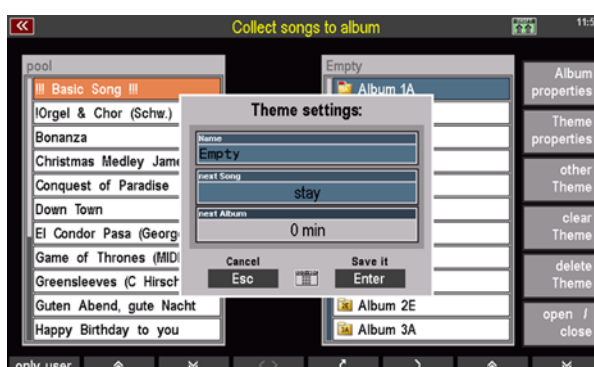 Collect songs to album
pool
Empty
!!! Basic Song !!!
!Orgel & Chor (Schw.)
Bonanza
Christmas Medley Jame
Conquest of Paradise
Down Town
El Condor Pasa (Georg
Game of Thrones (MIDI
Greensleeves (C Hirsch
Guten Abend, gute Nacht
Happy Birthday to you
Theme settings:
Name
Empty
next Song
stay
next Album
0 min
Cancel
Save it
Esc
Enter
Album 1A
Album 2E
Album 3A
Album
properties
Theme
properties
other
Theme
clear
Theme
delete
Theme
open /
close
only user